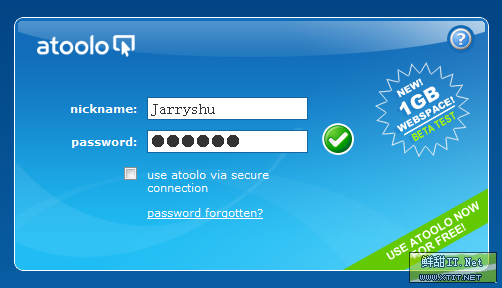 atoolo
?
nickname:
Jarryshu
password:
●●●●●●
use atoolo via secure
connection
password forgotten?
NEW!
1GB
WEBSPACE!
BETA TEST
USE ATOOLO NOW
FOR FREE!
鲜甜IT.Net
WWW.XTIT.NET